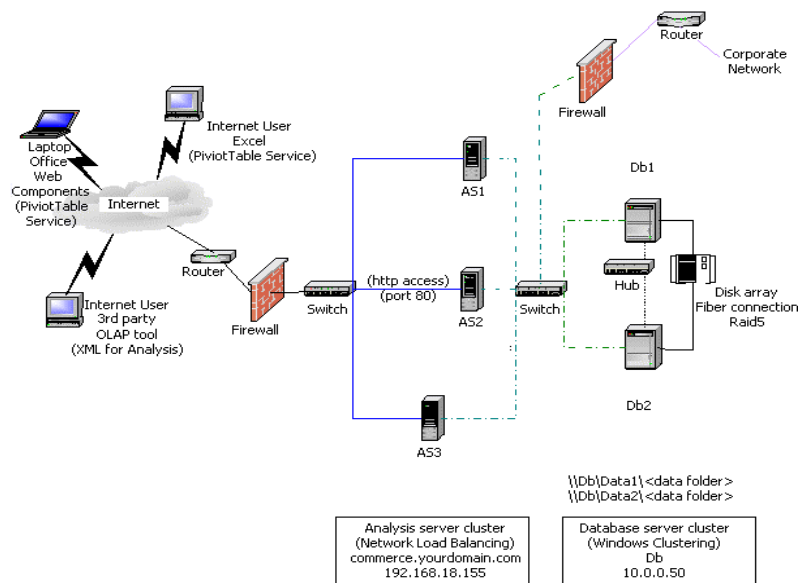 Router
Corporate
Network
Firewall
Internet User
Excel
(PiviotTable Service)
Laptop
Office
Web
Components
(PiviotTable
Service)
Internet
Router
Firewall
Internet User
3rd party
OLAP tool
(XML for Analysis)
Switch
(http access)
(port 80)
AS1
AS2
AS3
Switch
Db1
Hub
Disk array
Fiber connection
Raid5
Db2
\\Db\Data1\<data folder>
\\Db\Data2\<data folder>
Analysis server cluster
(Network Load Balancing)
commerce.yourdomain.com
192.168.18.155
Database server cluster
(Windows Clustering)
Db
10.0.0.50